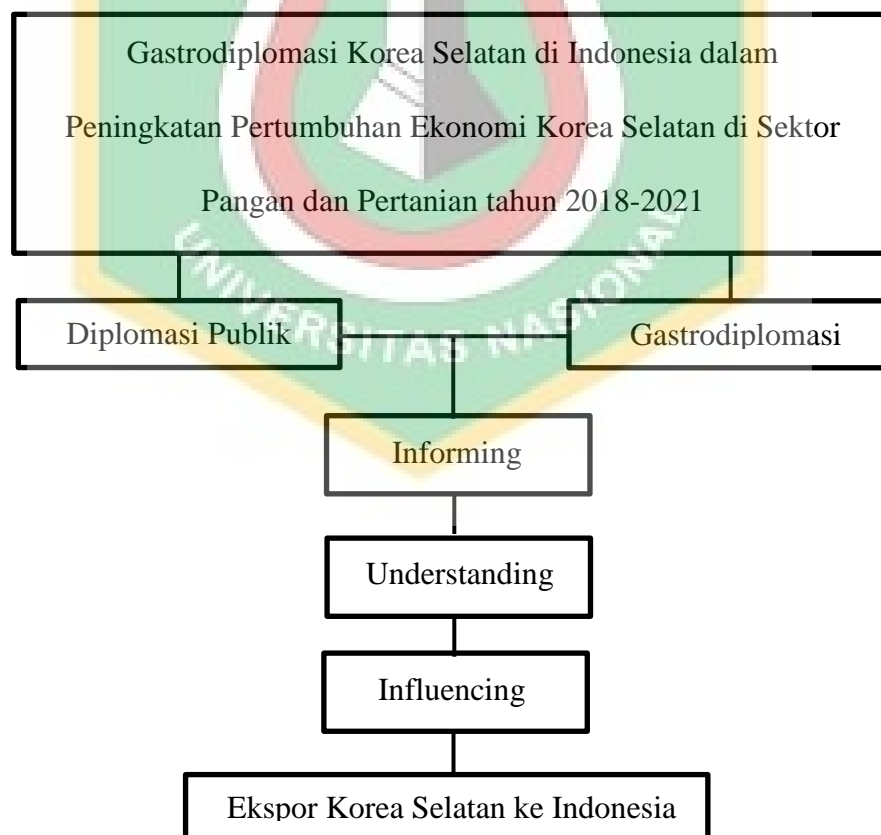 Gastrodiplomasi Korea Selatan di Indonesia dalam
Peningkatan Pertumbuhan Ekonomi Korea Selatan di Sektor
Pangan dan Pertanian tahun 2018-2021
UNIVERSITAS NASIONAL
Diplomasi Publik
Gastrodiplomasi
Informing
Understanding
Influencing
Ekspor Korea Selatan ke Indonesia